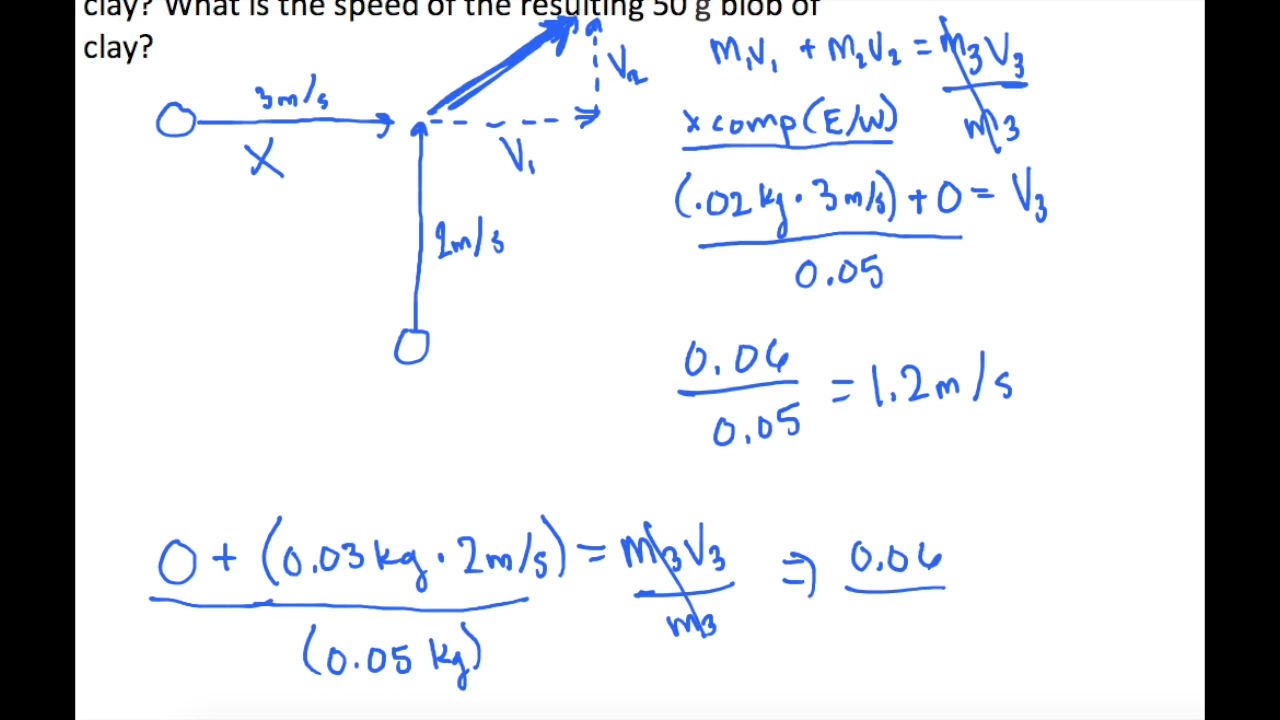 clay? What is the speed of the resulting 50 g blob of
clay?
3m/s
X
V₁
V₂
2m/s
m₁V₁ + m₂V₂ = m₃V₃
m₃
x comp (E/W)
(.02 kg · 3 m/s) + 0 = V₃
0.05
0.06
0.05
= 1.2 m/s
0 + (0.03 kg · 2 m/s) = m₃V₃ ⇒ 0.06
(0.05 kg)
m₃